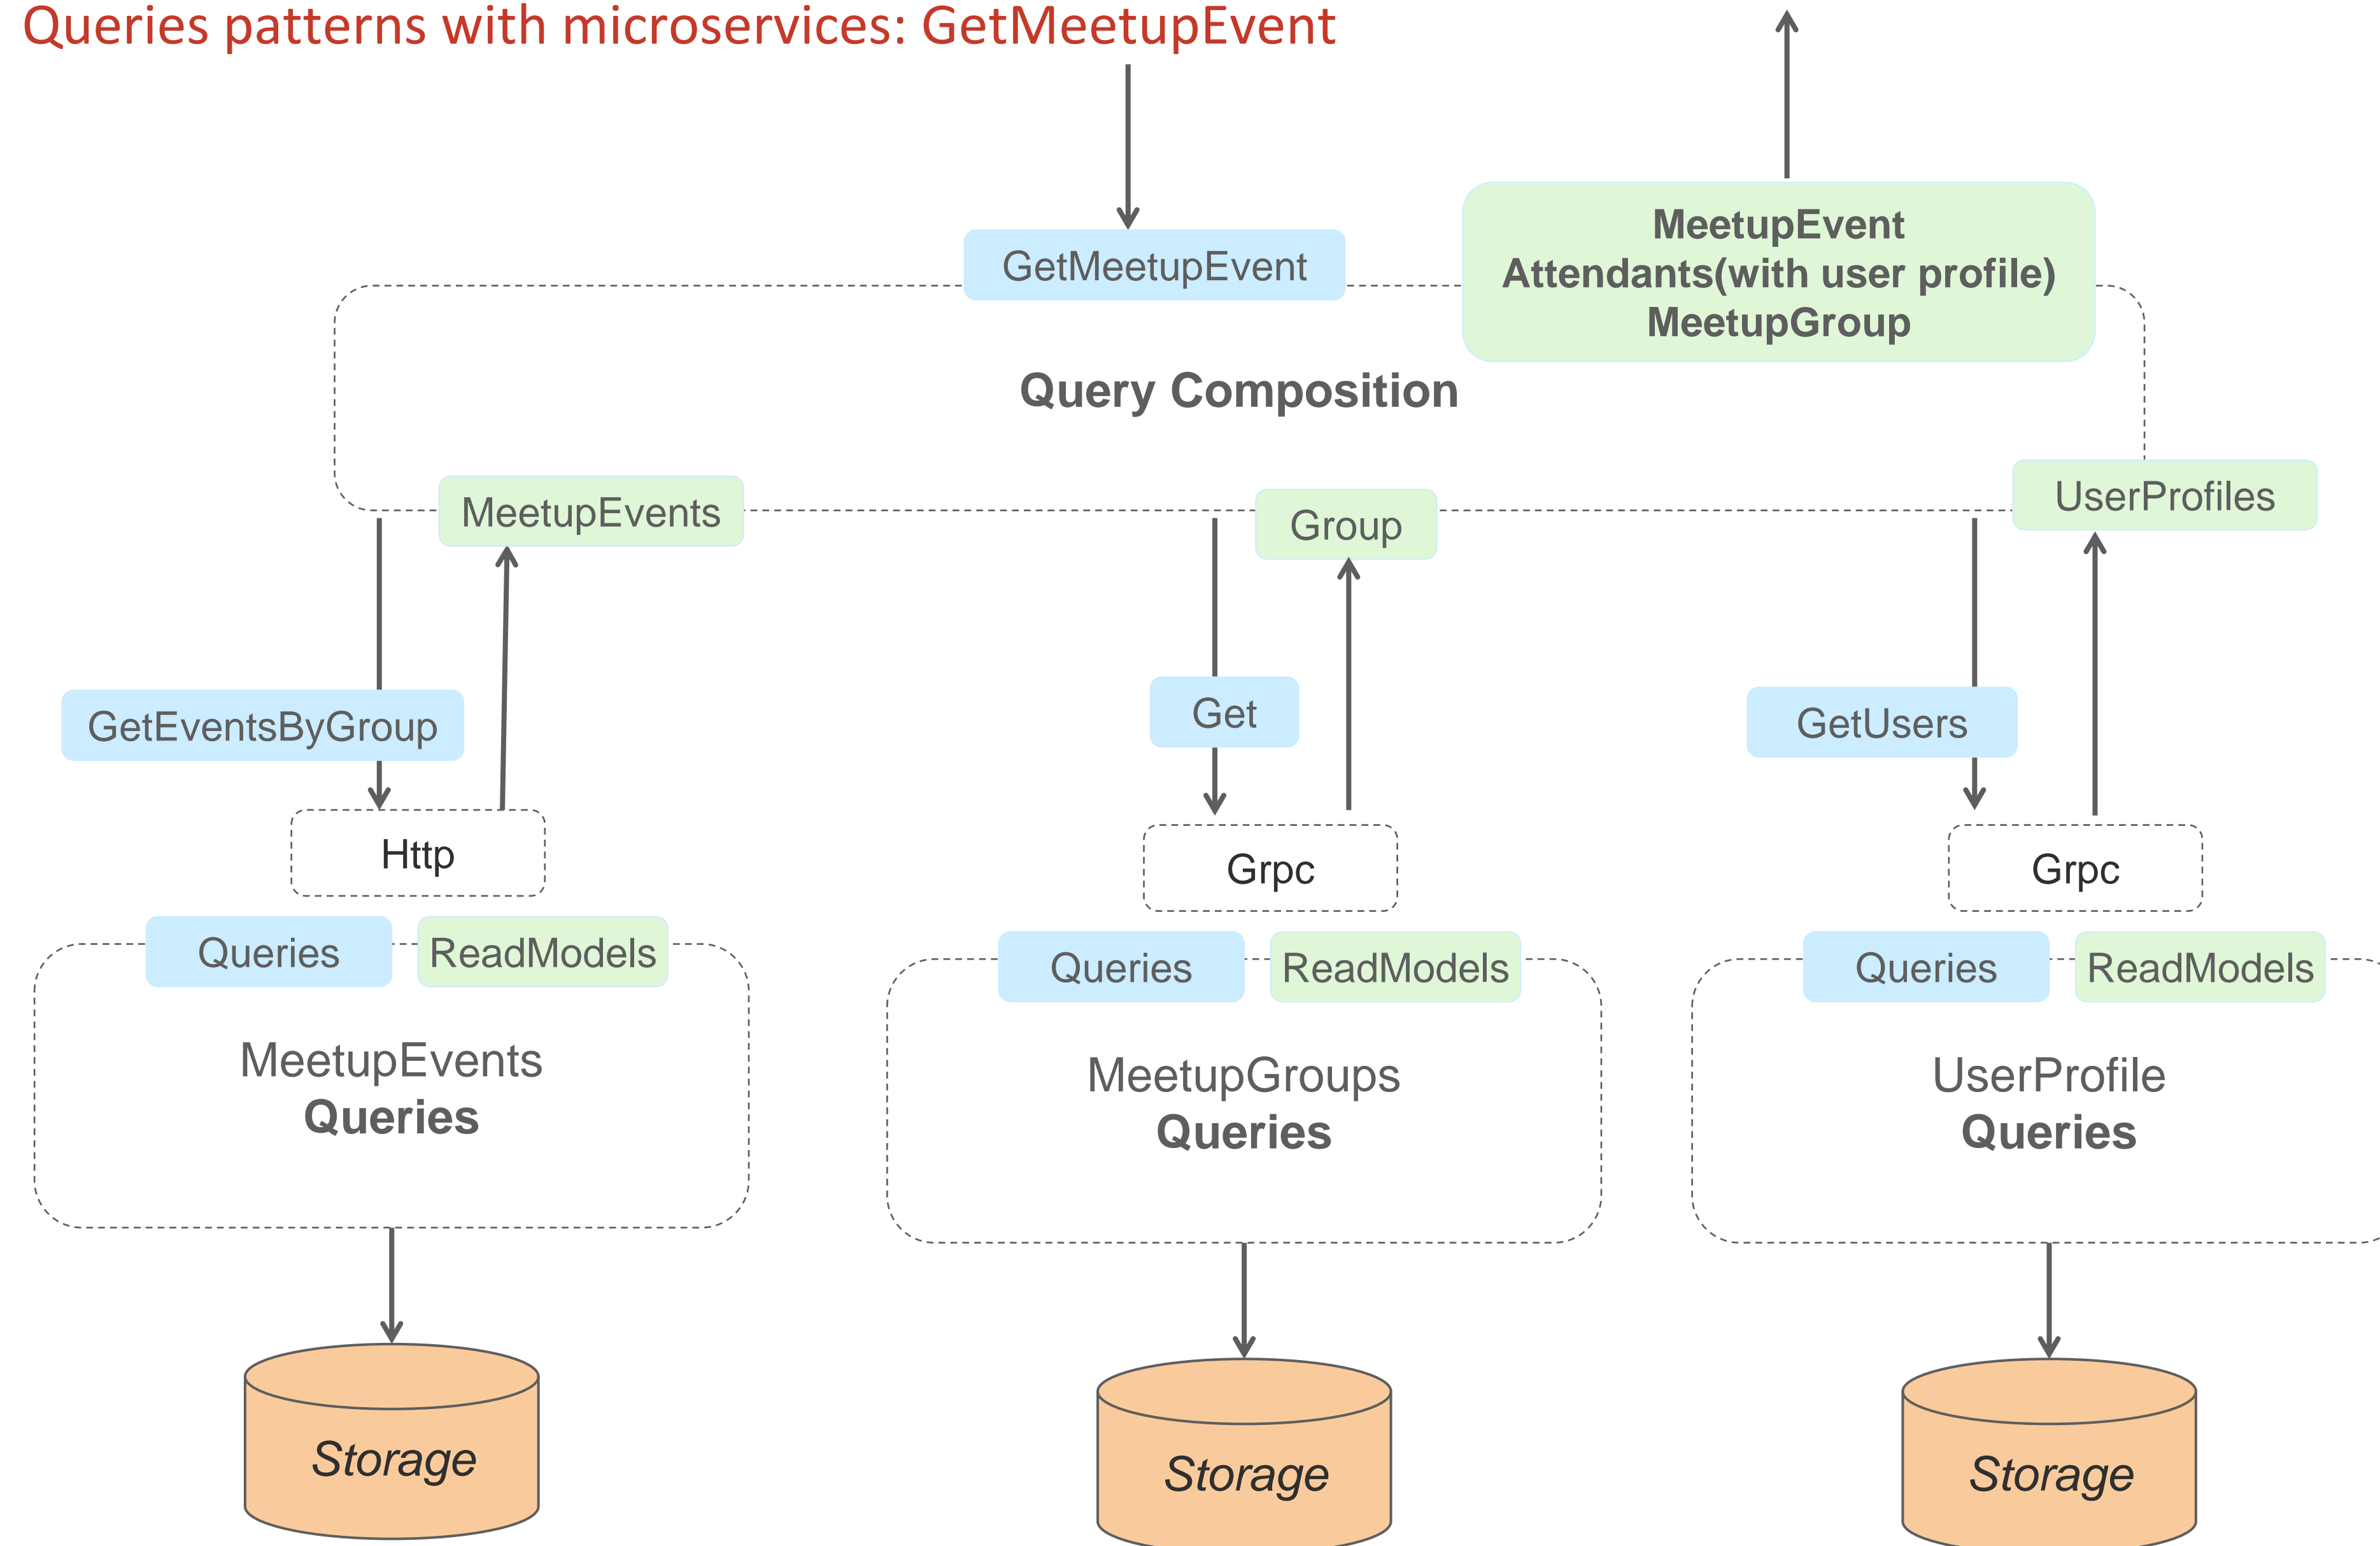 Queries patterns with microservices: GetMeetupEvent
GetMeetupEvent
MeetupEvent
Attendants(with user profile)
MeetupGroup
Query Composition
MeetupEvents
Group
UserProfiles
GetEventsByGroup
Get
GetUsers
Http
Grpc
Grpc
Queries
ReadModels
Queries
ReadModels
Queries
ReadModels
MeetupEvents
Queries
MeetupGroups
Queries
UserProfile
Queries
Storage
Storage
Storage